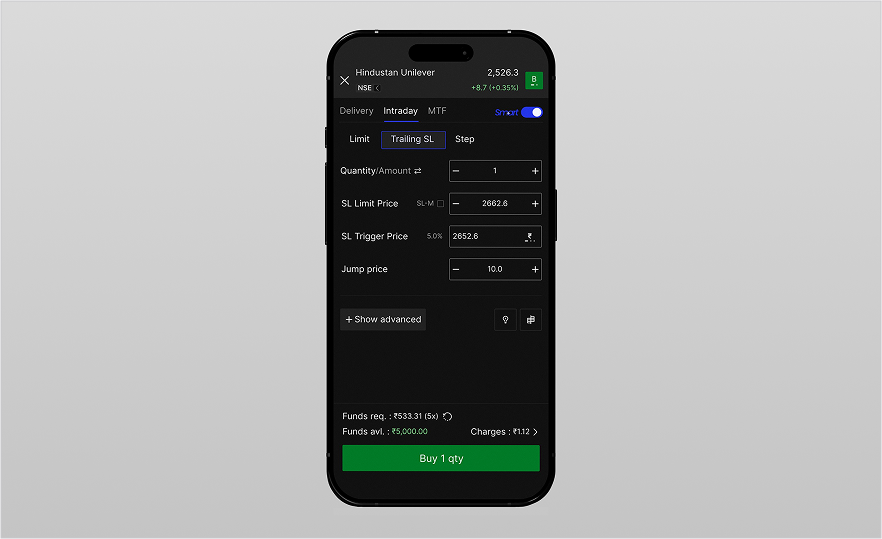 Hindustan Unilever 2,526.3 B
NSE +8.7 (+0.35%)
Delivery Intraday MTF Smart
Limit Trailing SL Step
Quantity/Amount ⇄ − 1 +
SL Limit Price SL-M − 2662.6 +
SL Trigger Price 5.0% 2652.6 ₹
Jump price − 10.0 +
+ Show advanced
Funds req. : ₹533.31 (5x)
Funds avl. : ₹5,000.00 Charges : ₹1.12 >
Buy 1 qty